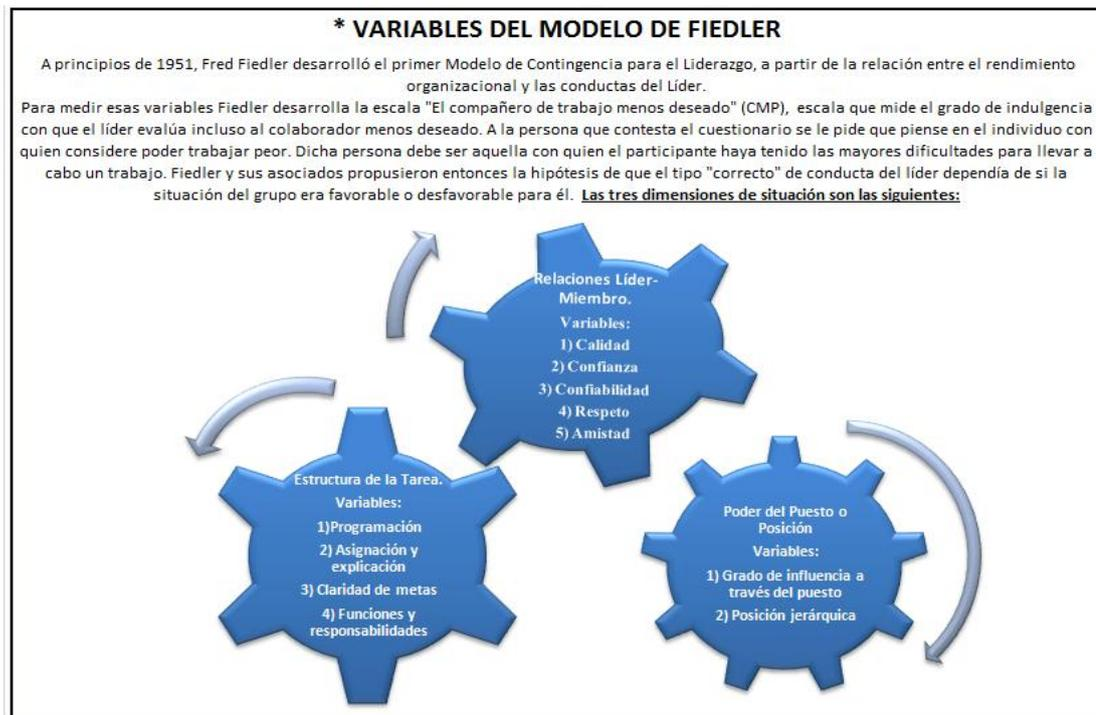 * VARIABLES DEL MODELO DE FIEDLER
A principios de 1951, Fred Fiedler desarrolló el primer Modelo de Contingencia para el Liderazgo, a partir de la relación entre el rendimiento
organizacional y las conductas del Líder.
Para medir esas variables Fiedler desarrolla la escala "El compañero de trabajo menos deseado" (CMP), escala que mide el grado de indulgencia
con que el líder evalúa incluso al colaborador menos deseado. A la persona que contesta el cuestionario se le pide que piense en el individuo con
quien considere poder trabajar peor. Dicha persona debe ser aquella con quien el participante haya tenido las mayores dificultades para llevar a
cabo un trabajo. Fiedler y sus asociados propusieron entonces la hipótesis de que el tipo "correcto" de conducta del líder dependía de si la
situación del grupo era favorable o desfavorable para él. Las tres dimensiones de situación son las siguientes:
Relaciones Líder-
Miembro.
Variables:
1) Calidad
2) Confianza
3) Confiabilidad
4) Respeto
5) Amistad
Estructura de la Tarea.
Variables:
1)Programación
2) Asignación y
explicación
3) Claridad de metas
4) Funciones y
responsabilidades
Poder del Puesto o
Posición
Variables:
1) Grado de influencia a
través del puesto
2) Posición jerárquica